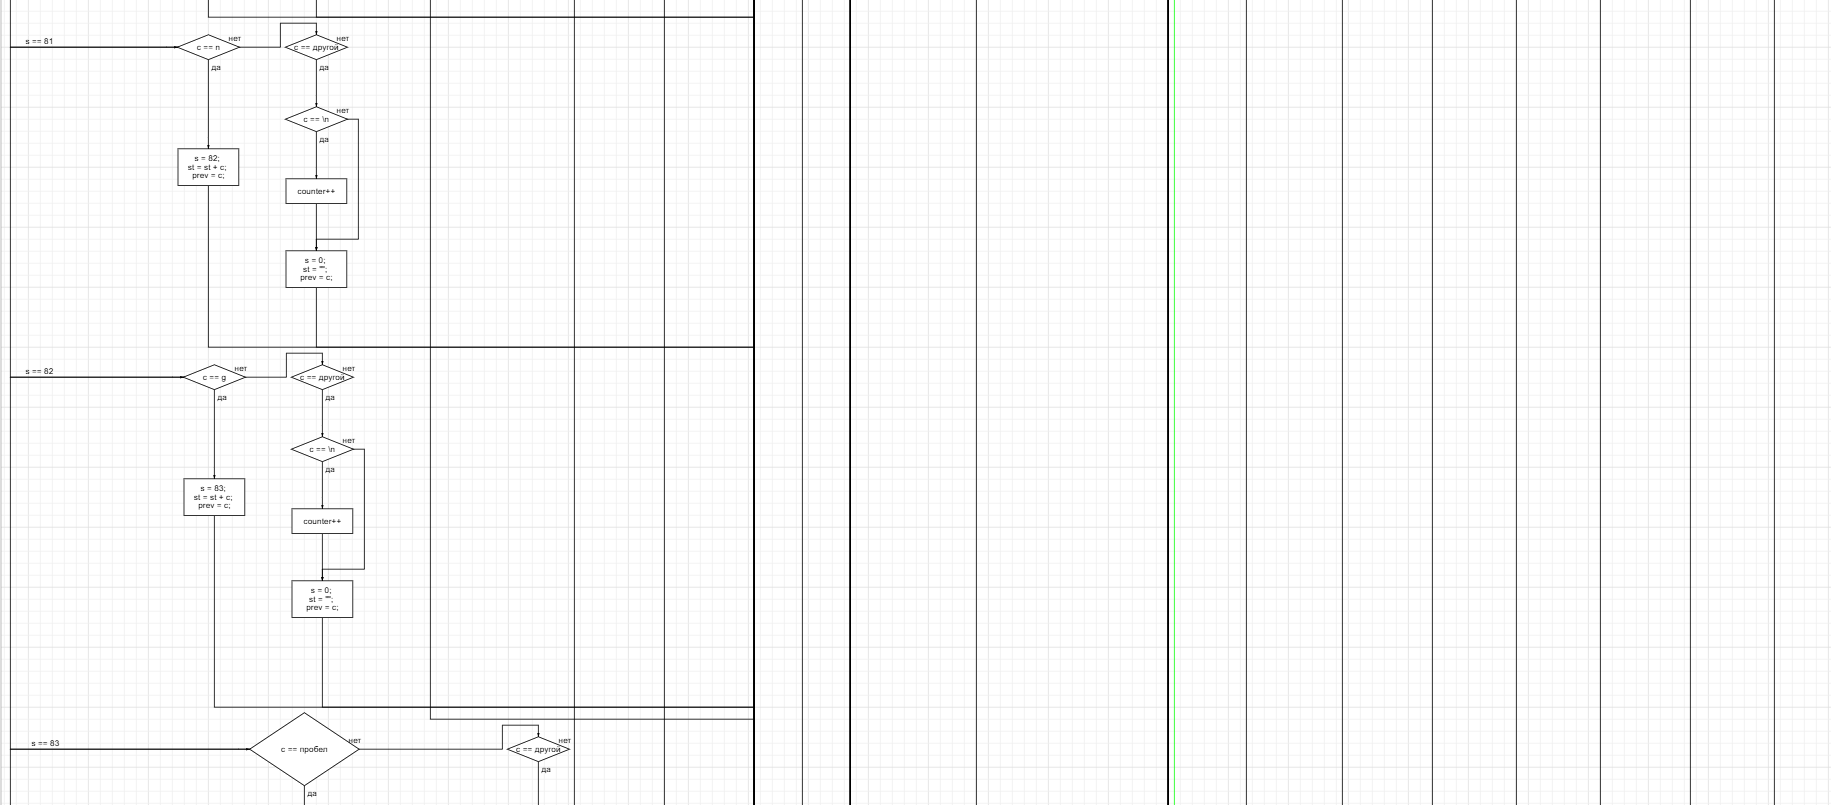 s == 81
c == n
нет
c == другой
нет
да
да
c == \n
нет
да
s = 82;
st = st + c;
prev = c;
counter++
s = 0;
st = "";
prev = c;
s == 82
c == g
нет
c == другой
нет
да
да
c == \n
нет
да
s = 83;
st = st + c;
prev = c;
counter++
s = 0;
st = "";
prev = c;
s == 83
c == пробел
нет
c == другой
нет
да
да